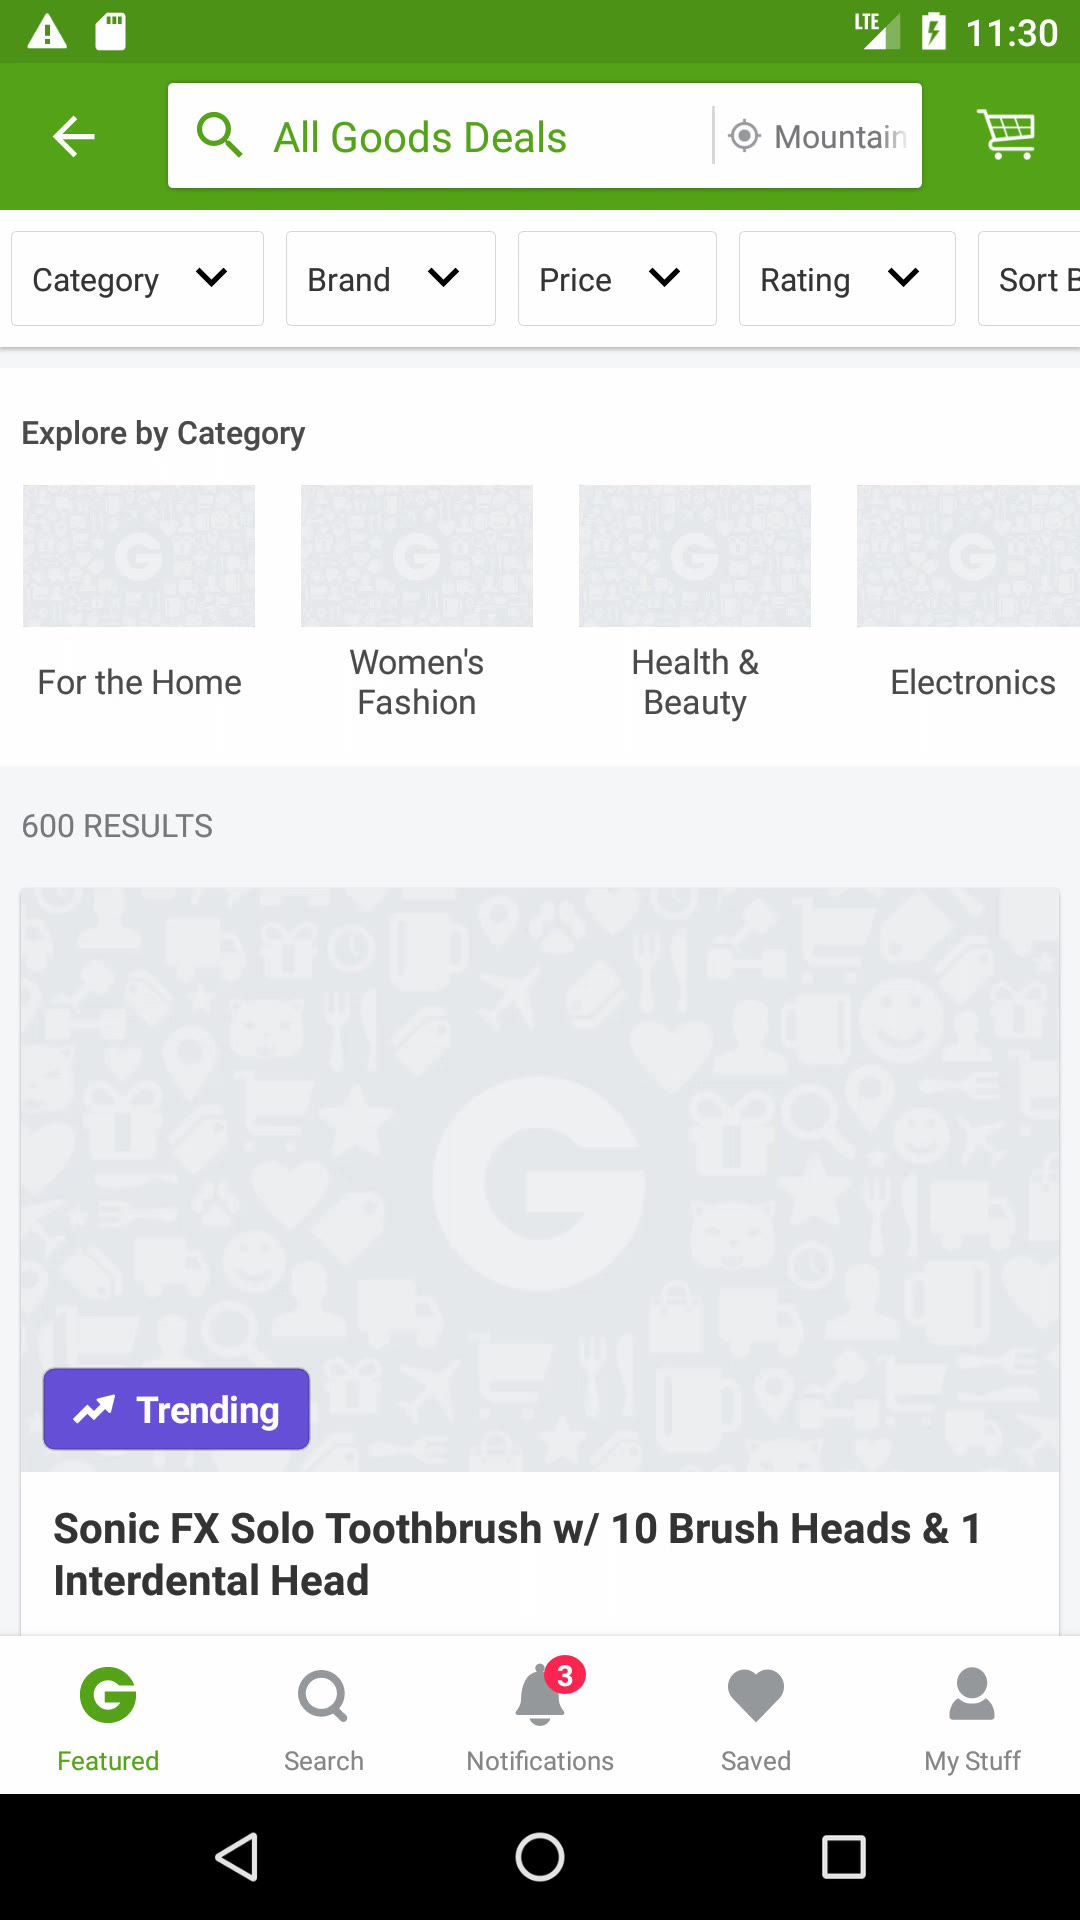 LTE 11:30
All Goods Deals Mountain
Category Brand Price Rating Sort B
Explore by Category
For the Home
Women's
Fashion
Health &
Beauty
Electronics
600 RESULTS
Trending
Sonic FX Solo Toothbrush w/ 10 Brush Heads & 1
Interdental Head
3
Featured Search Notifications Saved My Stuff